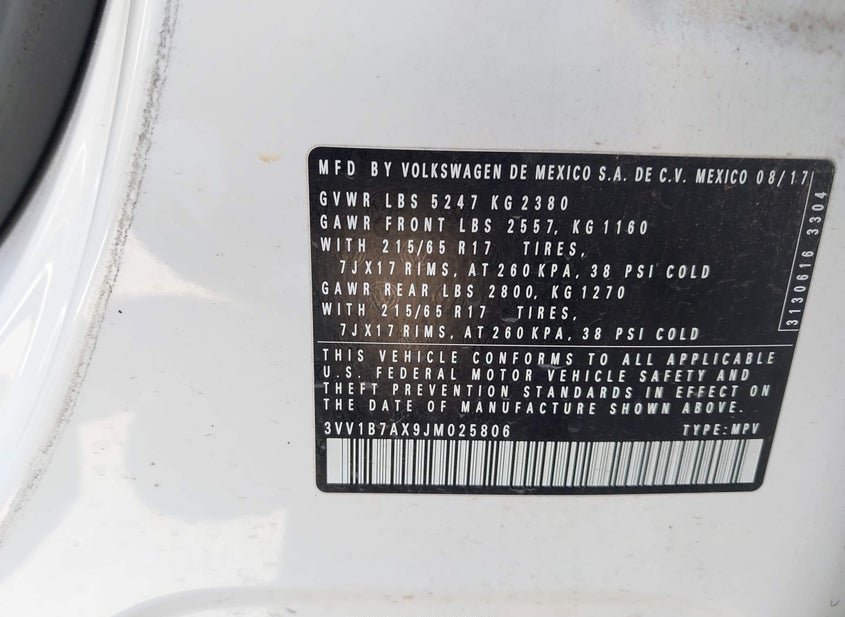 MFD BY VOLKSWAGEN DE MEXICO S.A. DE C.V. MEXICO 08/17
GVWR LBS 5247 KG 2380
GAWR FRONT LBS 2557, KG 1160
WITH 215/65 R17 TIRES,
7JX17 RIMS, AT 260 KPA, 38 PSI COLD
GAWR REAR LBS 2800, KG 1270
WITH 215/65 R17 TIRES,
7JX17 RIMS, AT 260 KPA, 38 PSI COLD
3130616 3304
THIS VEHICLE CONFORMS TO ALL APPLICABLE
U.S. FEDERAL MOTOR VEHICLE SAFETY AND
THEFT PREVENTION STANDARDS IN EFFECT ON
THE DATE OF MANUFACTURE SHOWN ABOVE.
3VV1B7AX9JM025806 TYPE: MPV